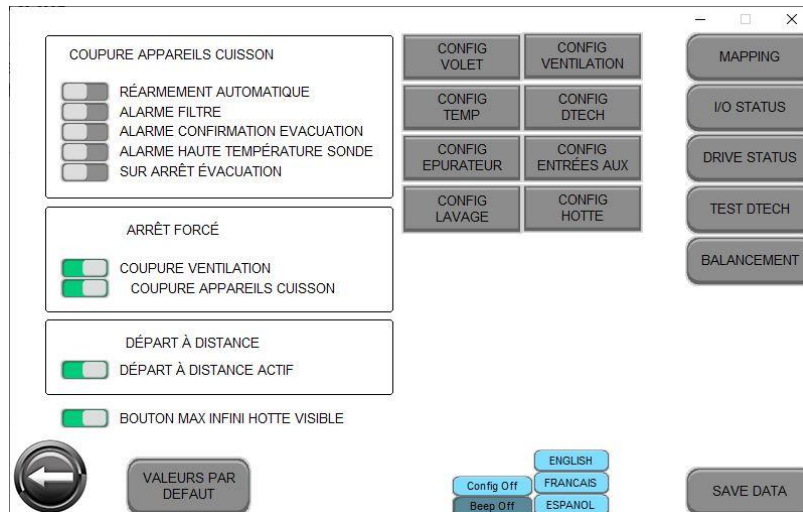 COUPURE APPAREILS CUISSON
RÉARMEMENT AUTOMATIQUE
ALARME FILTRE
ALARME CONFIRMATION EVACUATION
ALARME HAUTE TEMPÉRATURE SONDE
SUR ARRÊT ÉVACUATION
ARRÊT FORCÉ
COUPURE VENTILATION
COUPURE APPAREILS CUISSON
DÉPART À DISTANCE
DÉPART À DISTANCE ACTIF
BOUTON MAX INFINI HOTTE VISIBLE
VALEURS PAR
DEFAUT
CONFIG
VOLET
CONFIG
VENTILATION
CONFIG
TEMP
CONFIG
DTECH
CONFIG
EPURATEUR
CONFIG
ENTRÉES AUX
CONFIG
LAVAGE
CONFIG
HOTTE
Config Off
Beep Off
ENGLISH
FRANCAIS
ESPANOL
MAPPING
I/O STATUS
DRIVE STATUS
TEST DTECH
BALANCEMENT
SAVE DATA